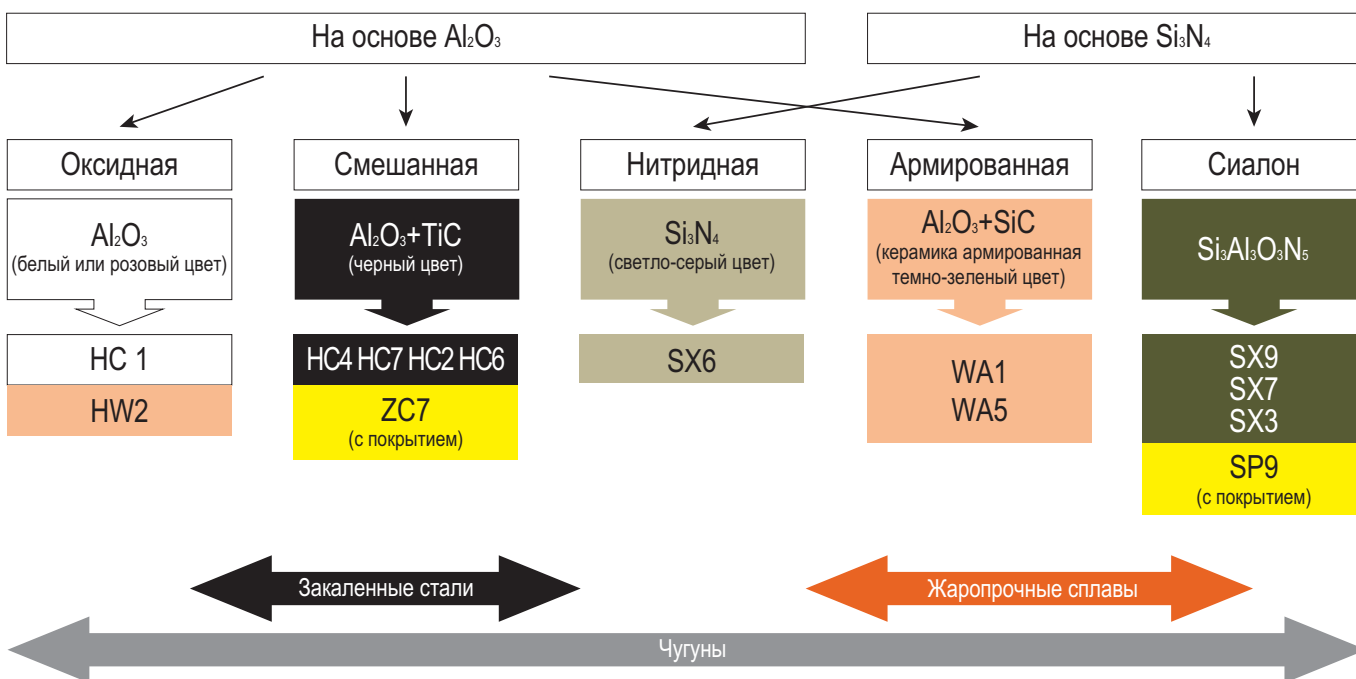 На основе Al₂O₃
На основе Si₃N₄
Оксидная
Смешанная
Нитридная
Армированная
Сиалон
Al₂O₃
(белый или розовый цвет)
Al₂O₃+TiC
(черный цвет)
Si₃N₄
(светло-серый цвет)
Al₂O₃+SiC
(керамика армированная
темно-зеленый цвет)
Si₃Al₃O₃N₅
HC 1
HW2
HC4 HC7 HC2 HC6
ZC7
(с покрытием)
SX6
WA1
WA5
SX9
SX7
SX3
SP9
(с покрытием)
Закаленные стали
Жаропрочные сплавы
Чугуны